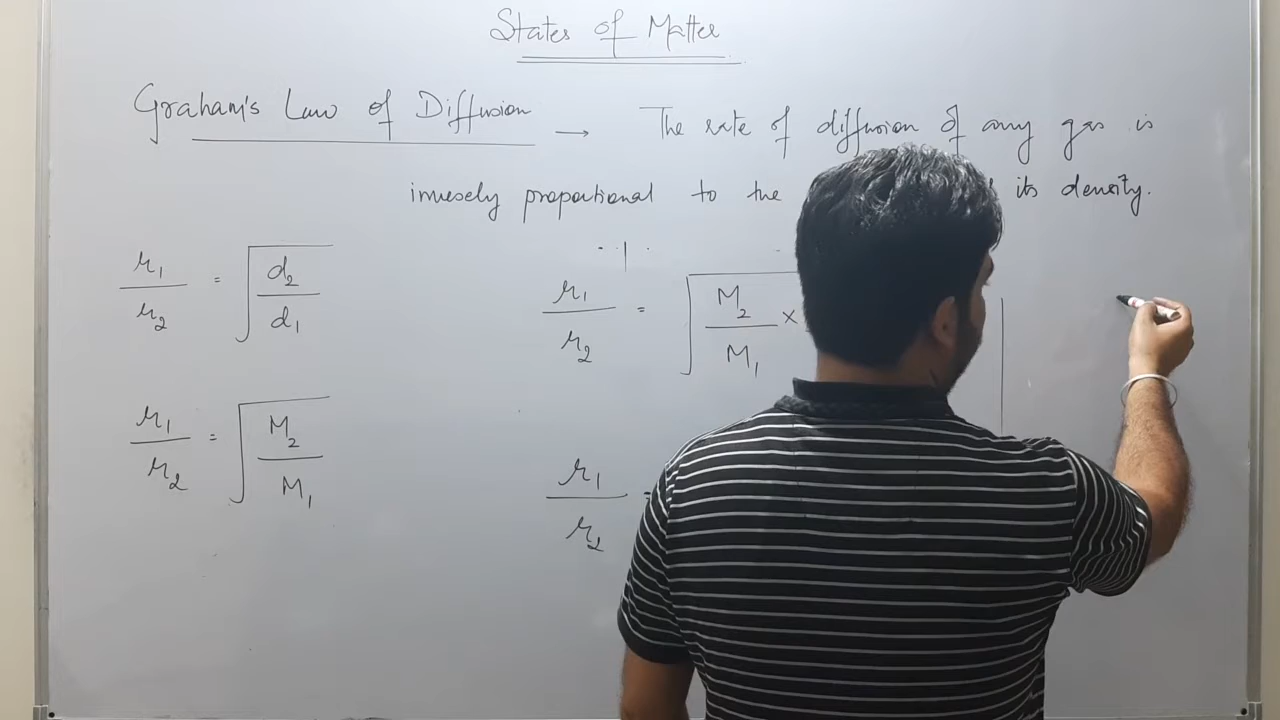 States of Matter
Graham's Law of Diffusion → The rate of diffusion of any gas is
inversely proportional to the its density.
r1/r2 = √(d2/d1)
r1/r2 = √(M2/M1 ×
r1/r2 = √(M2/M1)
r1/r2 =